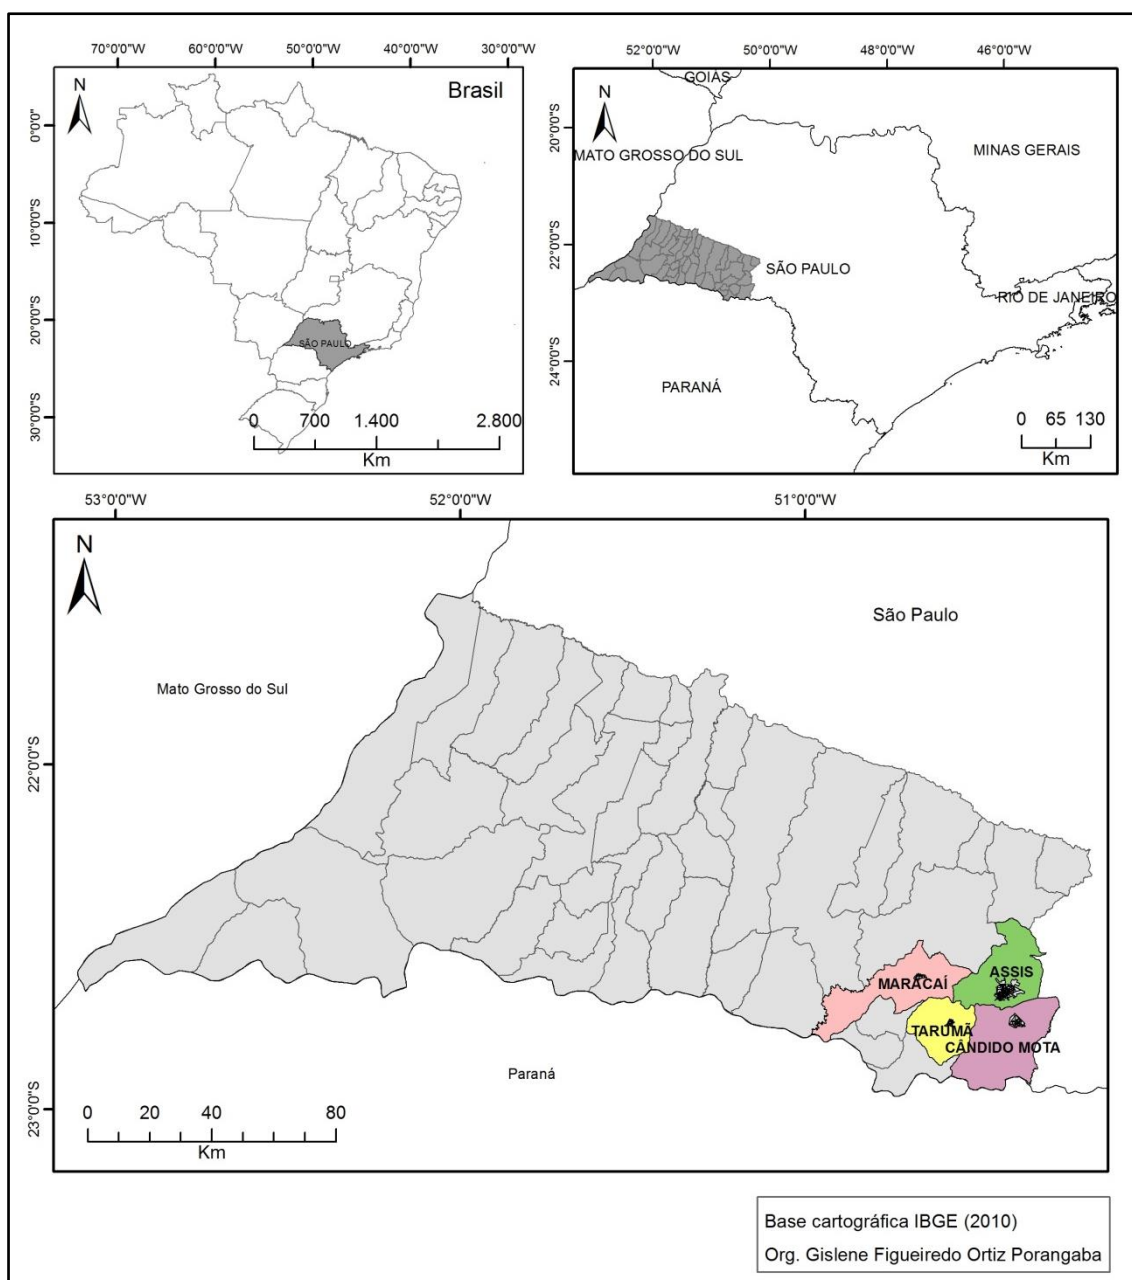 70°0'0"W 60°0'0"W 50°0'0"W 40°0'0"W 30°0'0"W
N
Brasil
0°0'0"
10°0'0"S
20°0'0"S
30°0'0"S
SÃO PAULO
0 700 1.400 2.800
Km
52°0'0"W 50°0'0"W 48°0'0"W 46°0'0"W
GOIÁS
N
20°0'0"S
MATO GROSSO DO SUL
MINAS GERAIS
22°0'0"S
SÃO PAULO
RIO DE JANEIRO
24°0'0"S
PARANÁ
0 65 130
Km
53°0'0"W 52°0'0"W 51°0'0"W
N
São Paulo
Mato Grosso do Sul
22°0'0"S
ASSIS
MARACAÍ
TARUMÃ
CÂNDIDO MOTA
Paraná
23°0'0"S
0 20 40 80
Km
Base cartográfica IBGE (2010)
Org. Gislene Figueiredo Ortiz Porangaba